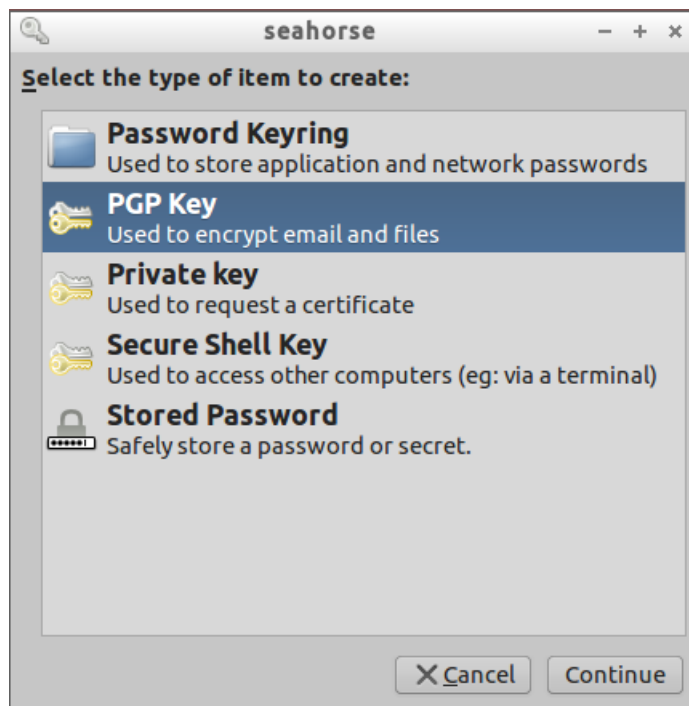 seahorse
Select the type of item to create:
Password Keyring
Used to store application and network passwords
PGP Key
Used to encrypt email and files
Private key
Used to request a certificate
Secure Shell Key
Used to access other computers (eg: via a terminal)
Stored Password
Safely store a password or secret.
Cancel Continue